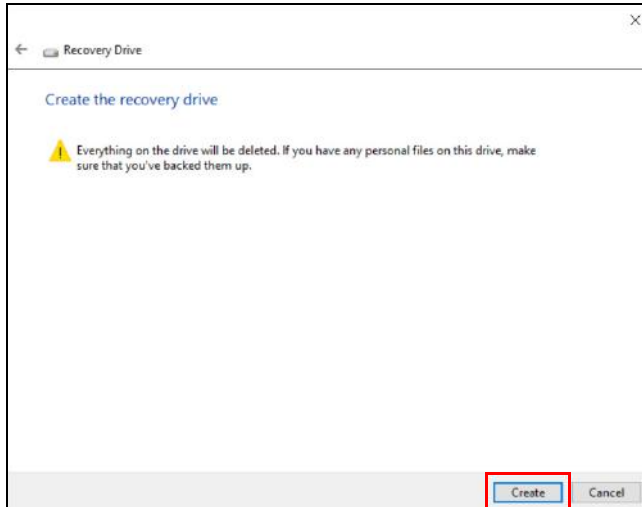 Recovery Drive
Create the recovery drive
Everything on the drive will be deleted. If you have any personal files on this drive, make
sure that you've backed them up.
Create Cancel